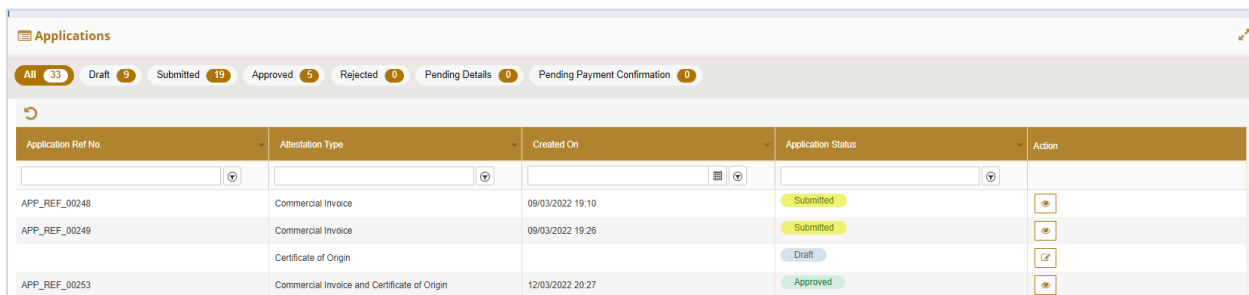 Applications
All 33 Draft 9 Submitted 19 Approved 5 Rejected 0 Pending Details 0 Pending Payment Confirmation 0
Application Ref No. Attestation Type Created On Application Status Action
APP_REF_00248 Commercial Invoice 09/03/2022 19:10 Submitted
APP_REF_00249 Commercial Invoice 09/03/2022 19:26 Submitted
Certificate of Origin Draft
APP_REF_00253 Commercial Invoice and Certificate of Origin 12/03/2022 20:27 Approved